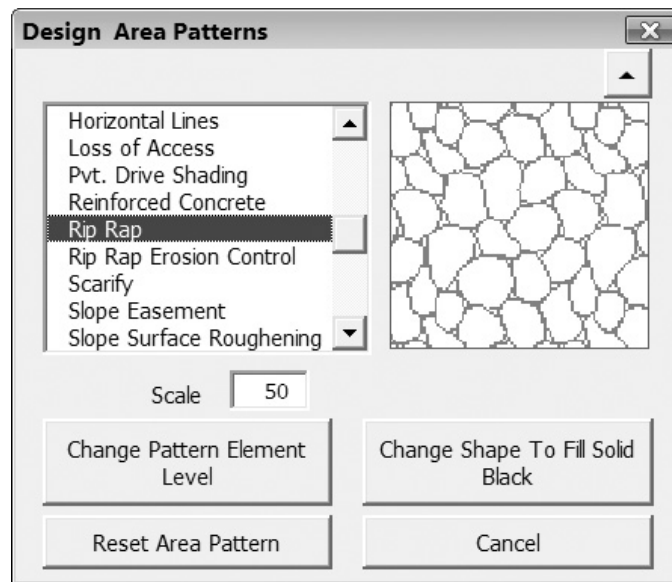 Design Area Patterns
Horizontal Lines
Loss of Access
Pvt. Drive Shading
Reinforced Concrete
Rip Rap
Rip Rap Erosion Control
Scarify
Slope Easement
Slope Surface Roughening
Scale 50
Change Pattern Element
Level
Change Shape To Fill Solid
Black
Reset Area Pattern
Cancel